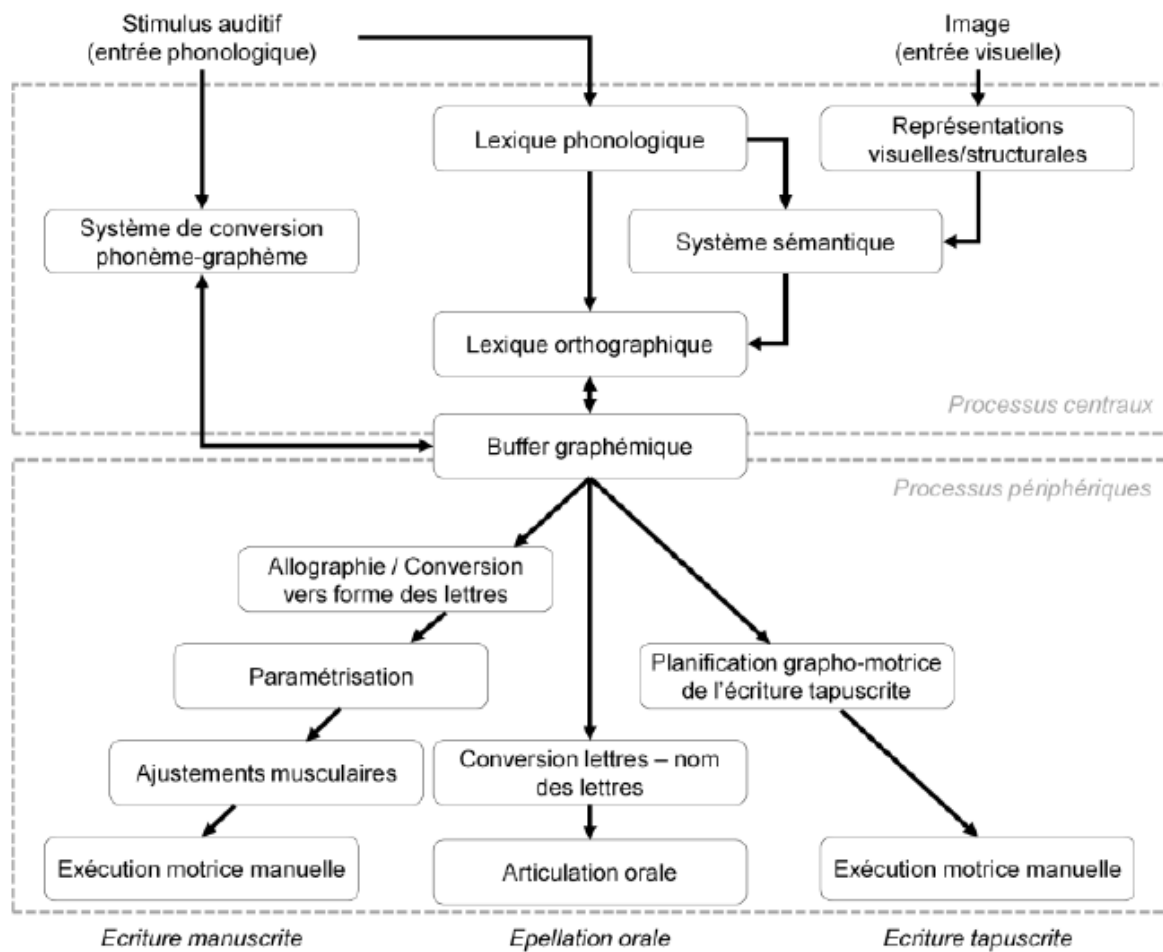 Stimulus auditif
(entrée phonologique)
Image
(entrée visuelle)
Lexique phonologique
Représentations
visuelles/structurales
Système de conversion
phonème-graphème
Système sémantique
Lexique orthographique
Processus centraux
Buffer graphémique
Processus périphériques
Allographie / Conversion
vers forme des lettres
Paramétrisation
Planification grapho-motrice
de l'écriture tapuscrite
Ajustements musculaires
Conversion lettres – nom
des lettres
Exécution motrice manuelle
Articulation orale
Exécution motrice manuelle
Ecriture manuscrite
Epellation orale
Ecriture tapuscrite